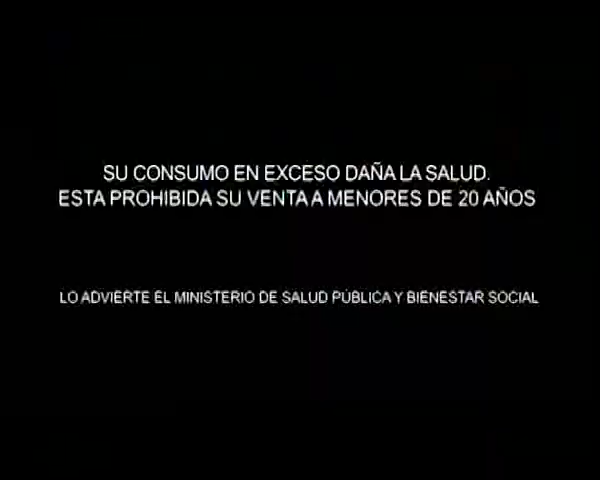 SU CONSUMO EN EXCESO DAÑA LA SALUD.
ESTA PROHIBIDA SU VENTA A MENORES DE 20 AÑOS
LO ADVIERTE EL MINISTERIO DE SALUD PÚBLICA Y BIENESTAR SOCIAL